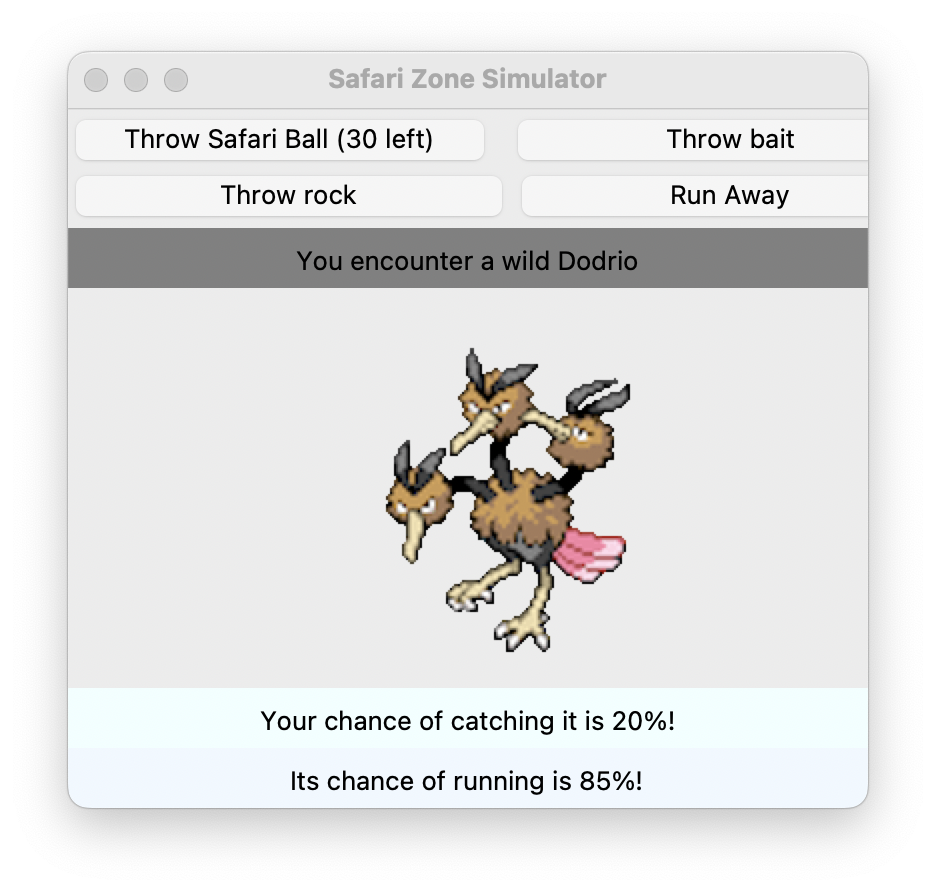 Safari Zone Simulator
Throw Safari Ball (30 left) Throw bait
Throw rock Run Away
You encounter a wild Dodrio
Your chance of catching it is 20%!
Its chance of running is 85%!